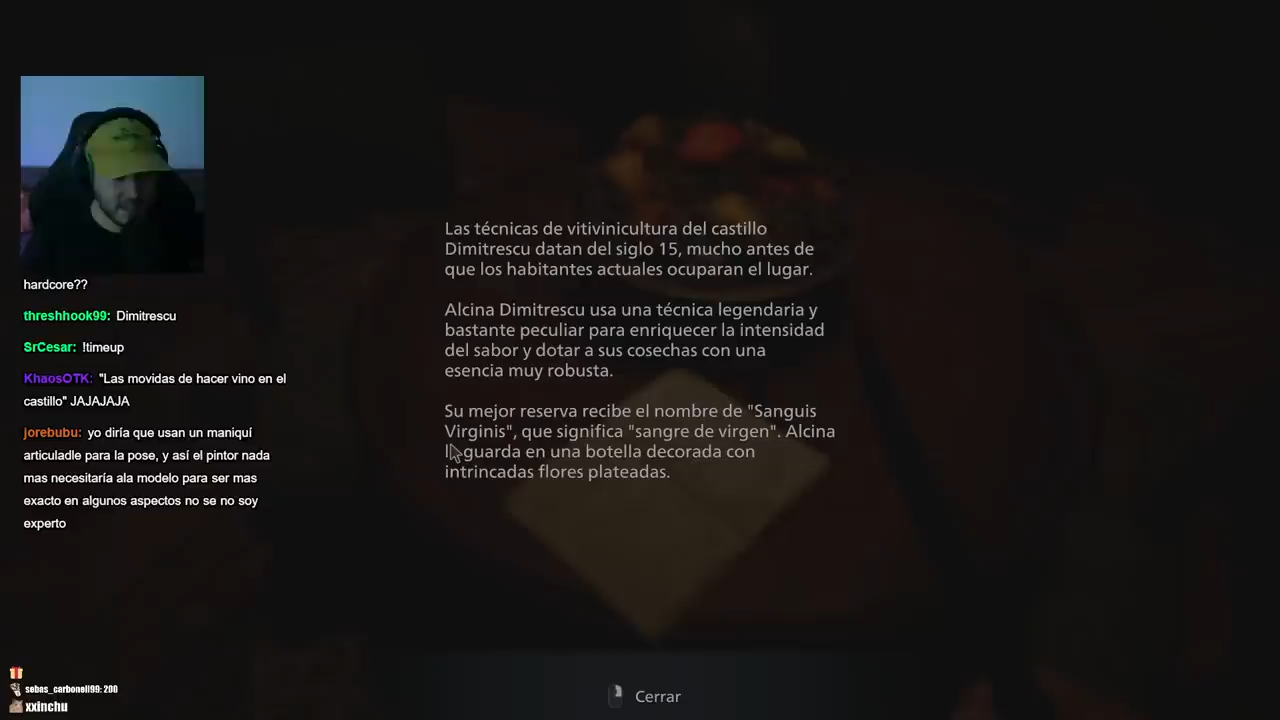 Las técnicas de vitivinicultura del castillo
Dimitrescu datan del siglo 15, mucho antes de
que los habitantes actuales ocuparan el lugar.
Alcina Dimitrescu usa una técnica legendaria y
bastante peculiar para enriquecer la intensidad
del sabor y dotar a sus cosechas con una
esencia muy robusta.
Su mejor reserva recibe el nombre de "Sanguis
Virginis", que significa "sangre de virgen". Alcina
guarda en una botella decorada con
intrincadas flores plateadas.
hardcore??
threshhook99: Dimitrescu
SrCesar: !timeup
KhaosOTK: "Las movidas de hacer vino en el
castillo" JAJAJAJA
jorebubu: yo diría que usan un maniquí
articuladle para la pose, y así el pintor nada
mas necesitaría ala modelo para ser mas
exacto en algunos aspectos no se no soy
experto
sebas_carbonell99: 200
xxinchu
Cerrar